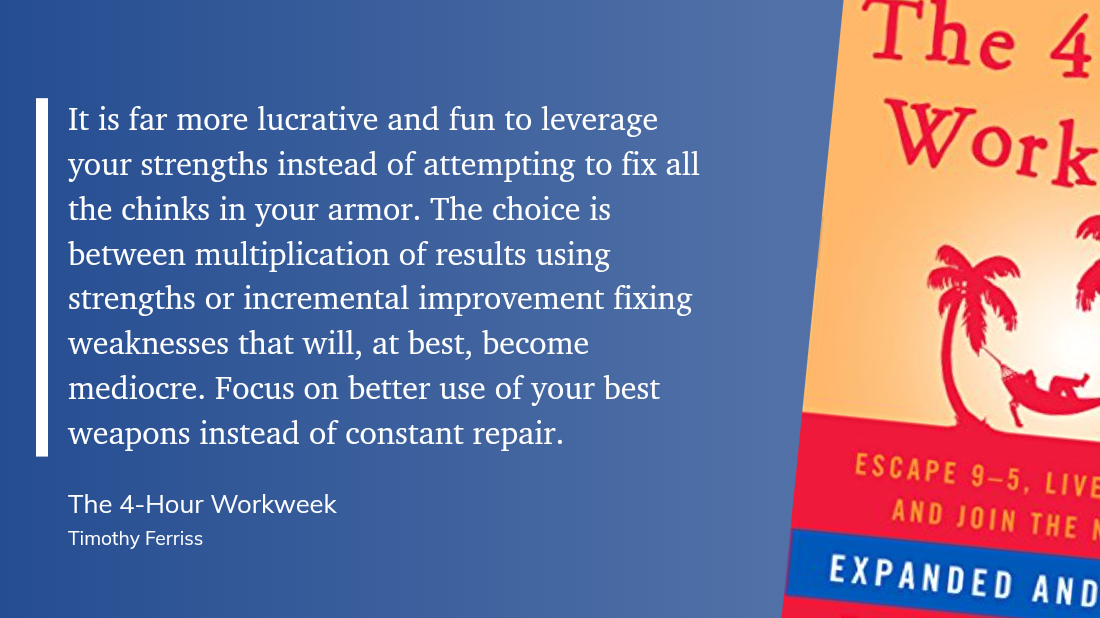 It is far more lucrative and fun to leverage
your strengths instead of attempting to fix all
the chinks in your armor. The choice is
between multiplication of results using
strengths or incremental improvement fixing
weaknesses that will, at best, become
mediocre. Focus on better use of your best
weapons instead of constant repair.
The 4-Hour Workweek
Timothy Ferriss
The 4
Work
ESCAPE 9–5, LIVE
AND JOIN THE
EXPANDED AND